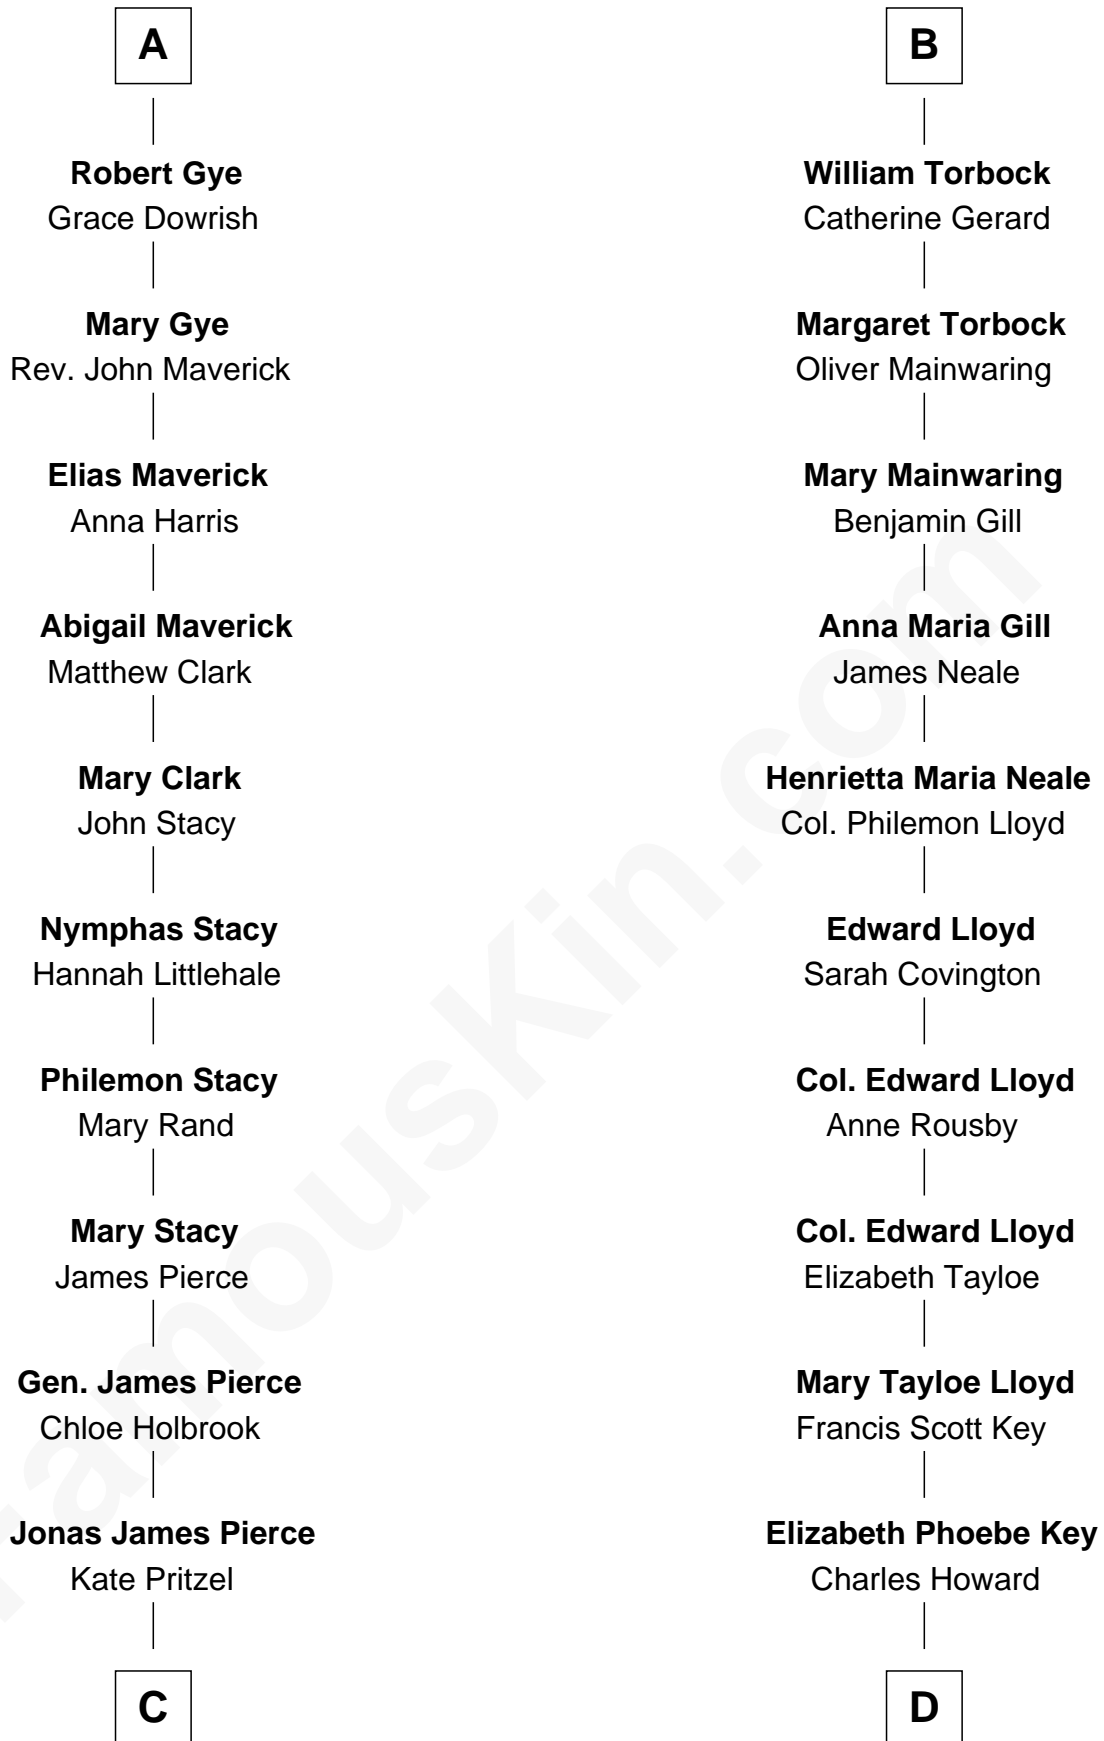 A
Robert Gye
Grace Dowrish
Mary Gye
Rev. John Maverick
Elias Maverick
Anna Harris
Abigail Maverick
Matthew Clark
Mary Clark
John Stacy
Nymphas Stacy
Hannah Littlehale
Philemon Stacy
Mary Rand
Mary Stacy
James Pierce
Gen. James Pierce
Chloe Holbrook
Jonas James Pierce
Kate Pritzel
C
B
William Torbock
Catherine Gerard
Margaret Torbock
Oliver Mainwaring
Mary Mainwaring
Benjamin Gill
Anna Maria Gill
James Neale
Henrietta Maria Neale
Col. Philemon Lloyd
Edward Lloyd
Sarah Covington
Col. Edward Lloyd
Anne Rousby
Col. Edward Lloyd
Elizabeth Tayloe
Mary Tayloe Lloyd
Francis Scott Key
Elizabeth Phoebe Key
Charles Howard
D
FamousKin.com